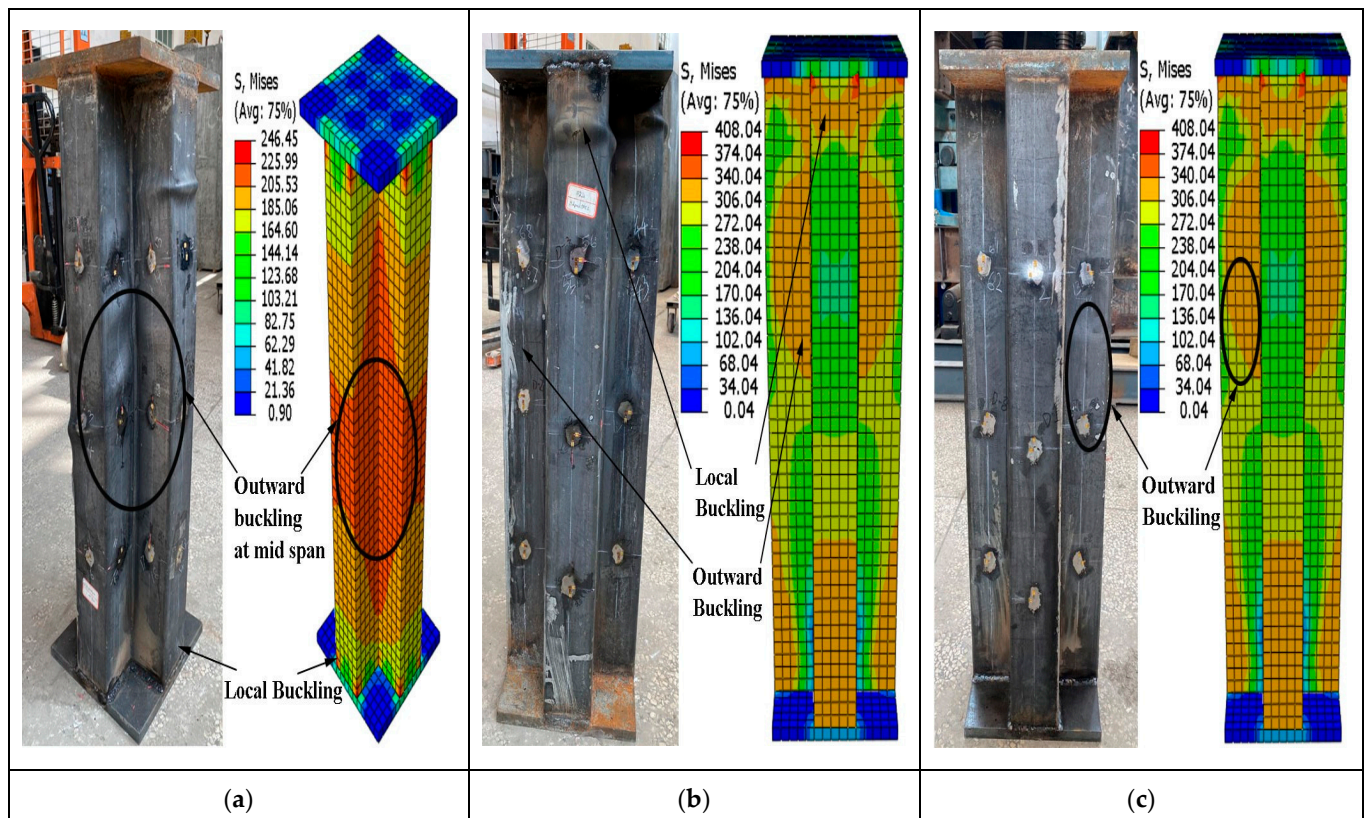 S, Mises
(Avg: 75%)
246.45
225.99
205.53
185.06
164.60
144.14
123.68
103.21
82.75
62.29
41.82
21.36
0.90
Outward
buckling
at mid span
Local Buckling
(a)
S, Mises
(Avg: 75%)
408.04
374.04
340.04
306.04
272.04
238.04
204.04
170.04
136.04
102.04
68.04
34.04
0.04
Local
Buckling
Outward
Buckling
(b)
S, Mises
(Avg: 75%)
408.04
374.04
340.04
306.04
272.04
238.04
204.04
170.04
136.04
102.04
68.04
34.04
0.04
Outward
Buckiling
(c)